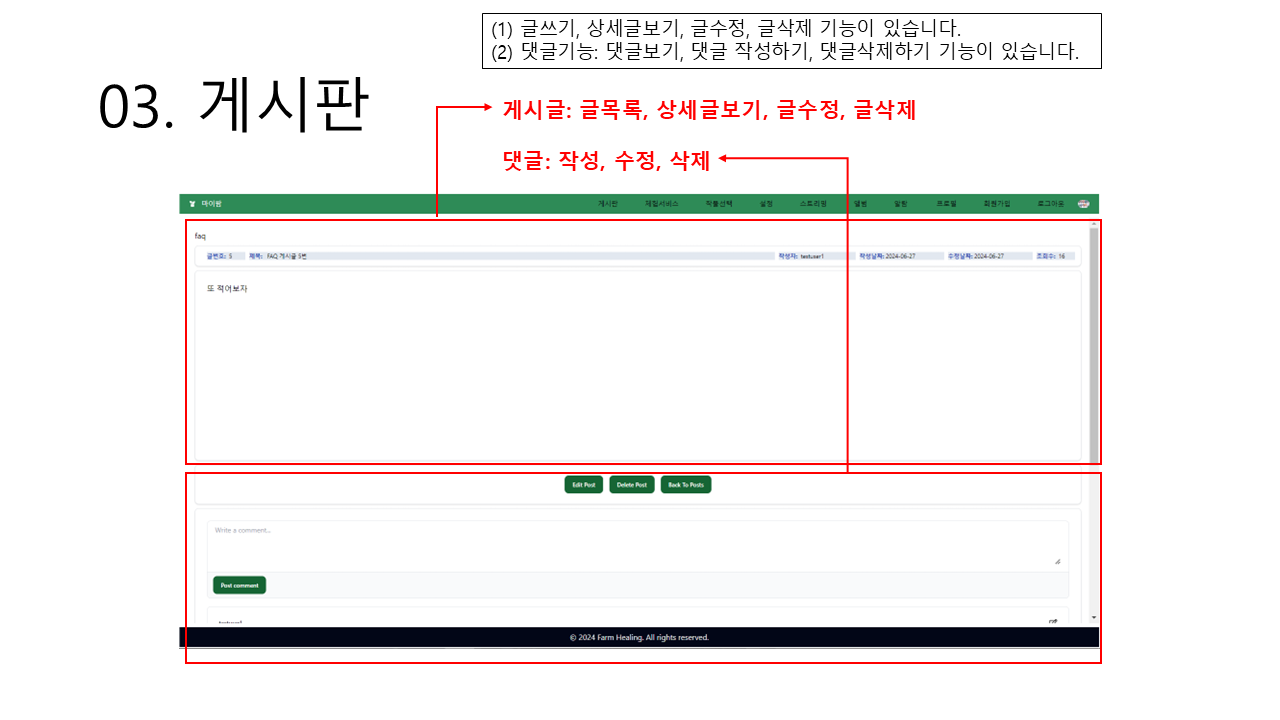 (1) 글쓰기, 상세글보기, 글수정, 글삭제 기능이 있습니다.
(2) 댓글기능: 댓글보기, 댓글 작성하기, 댓글삭제하기 기능이 있습니다.
03. 게시판
게시글: 글목록, 상세글보기, 글수정, 글삭제
댓글: 작성, 수정, 삭제
마이팜 게시판 체험서비스 작물선택 설정 스트리밍 앨범 알림 프로필 회원가입 로그아웃
faq
글번호: 5 제목: FAQ 게시글 5번 작성자: testuser1 작성날짜: 2024-06-27 수정날짜: 2024-06-27 조회수: 16
또 적어보자
Edit Post Delete Post Back To Posts
Write a comment...
Post comment
testuser1
© 2024 Farm Healing. All rights reserved.